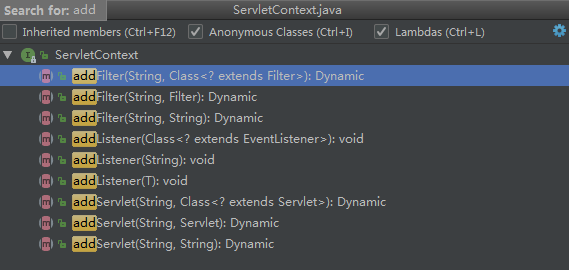 Search for: add ServletContext.java
Inherited members (Ctrl+F12) Anonymous Classes (Ctrl+I) Lambdas (Ctrl+L)
I ServletContext
m addFilter(String, Class<? extends Filter>): Dynamic
m addFilter(String, Filter): Dynamic
m addFilter(String, String): Dynamic
m addListener(Class<? extends EventListener>): void
m addListener(String): void
m addListener(T): void
m addServlet(String, Class<? extends Servlet>): Dynamic
m addServlet(String, Servlet): Dynamic
m addServlet(String, String): Dynamic